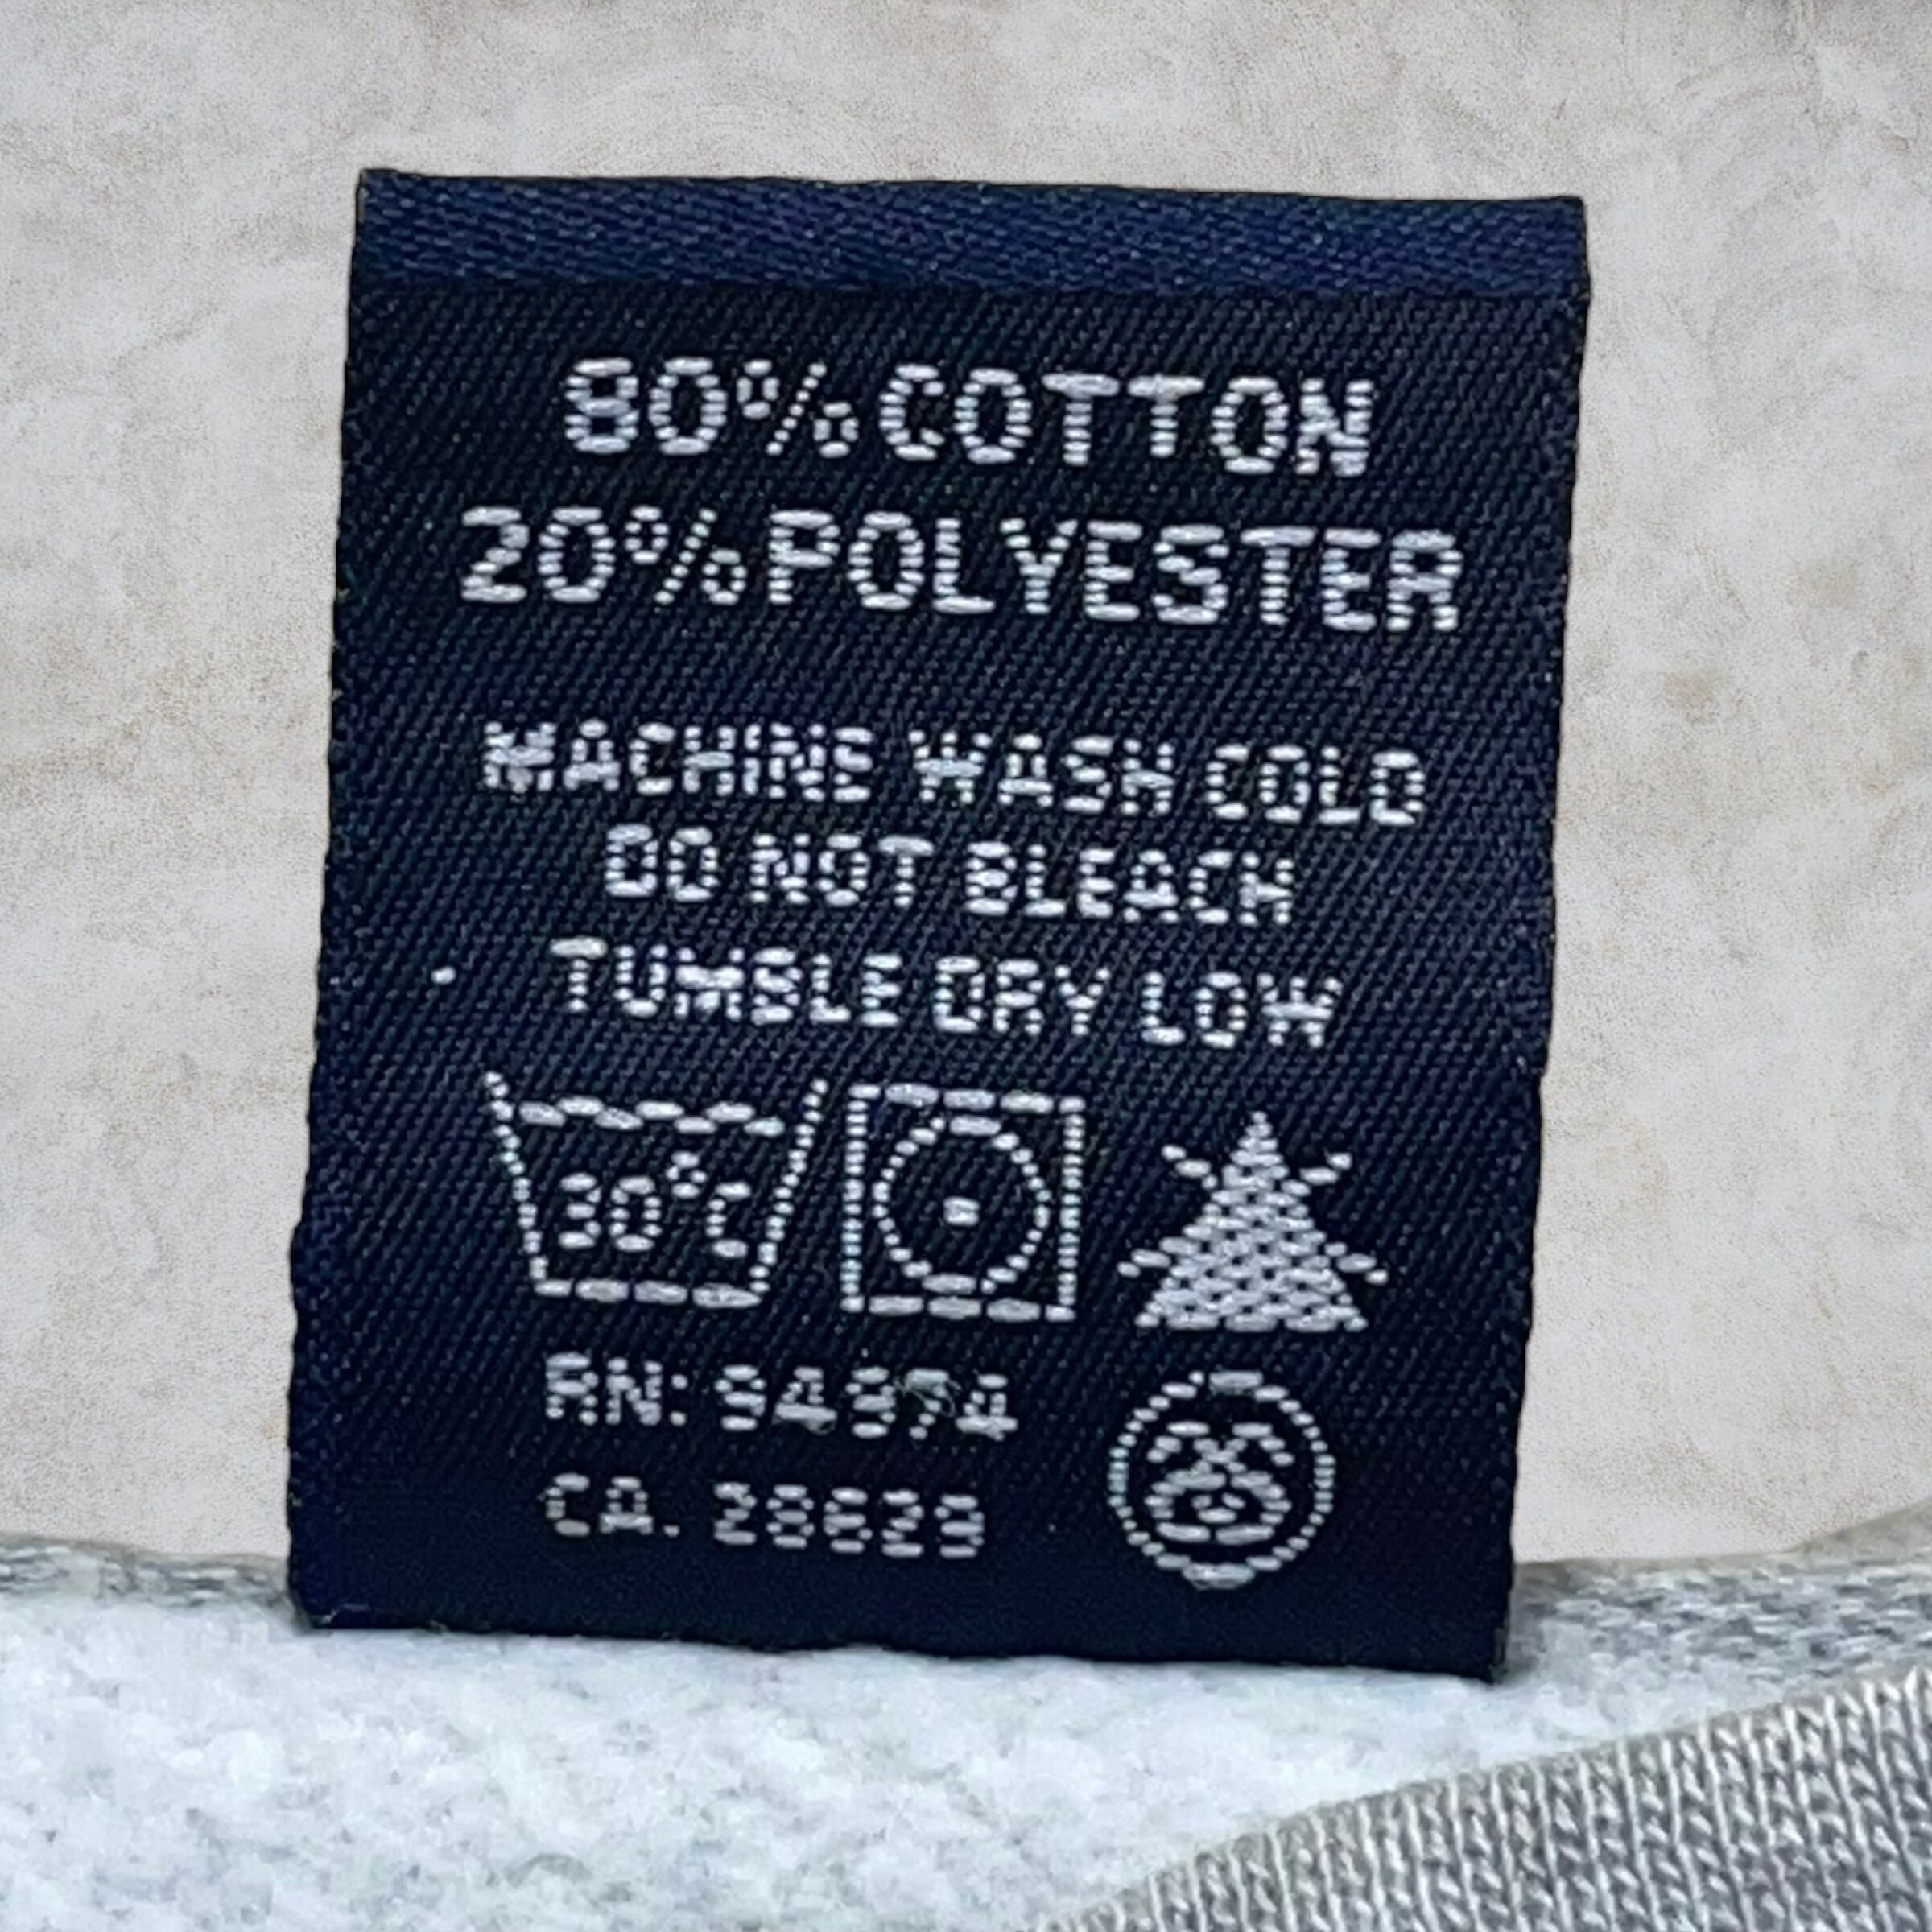 80% COTTON
20% POLYESTER
MACHINE WASH COLD
DO NOT BLEACH
TUMBLE DRY LOW
30°C
RN: 94974
CA. 28629